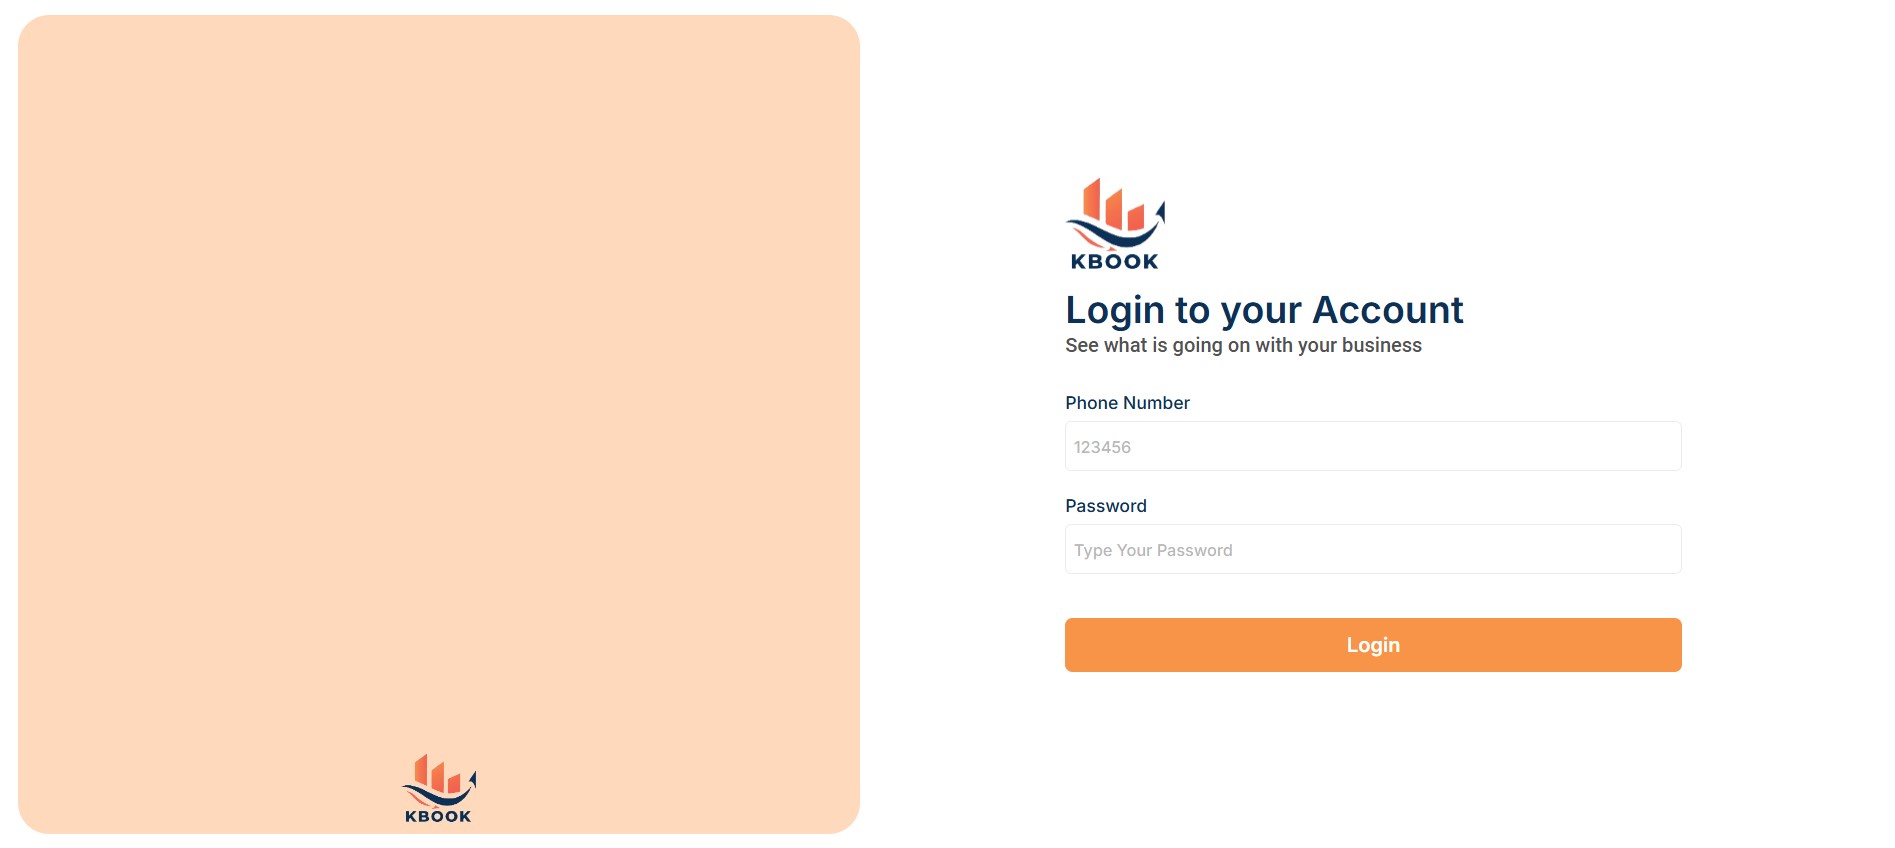 KBOOK
Login to your Account
See what is going on with your business
Phone Number
123456
Password
Type Your Password
Login
KBOOK